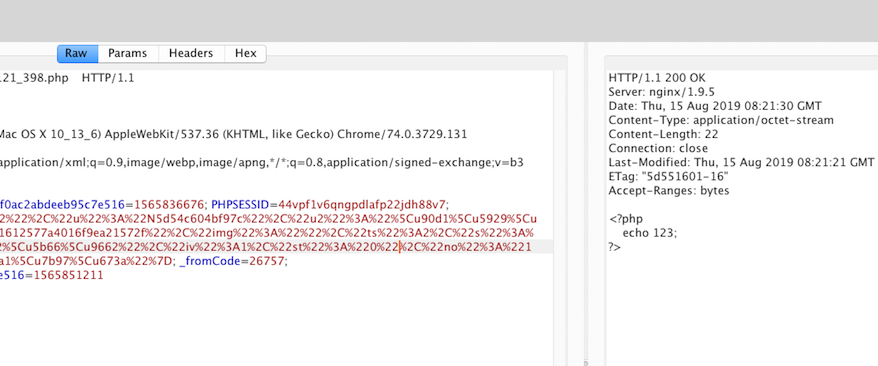 Raw Params Headers Hex
121_398.php HTTP/1.1
Mac OS X 10_13_6) AppleWebKit/537.36 (KHTML, like Gecko) Chrome/74.0.3729.131
application/xml;q=0.9,image/webp,image/apng,*/*;q=0.8,application/signed-exchange;v=b3
f0ac2abdeeb95c7e516=1565836676; PHPSESSID=44vpf1v6qngpdlafp22jdh88v7;
2%22%2C%22u%22%3A%22N5d54c604bf97c%22%2C%22u2%22%3A%22%5Cu90d1%5Cu5929%5Cu
1612577a4016f9ea21572f%22%2C%22img%22%3A%22%22%2C%22ts%22%3A2%2C%22s%22%3A%
2%5Cu5b66%5Cu9662%22%2C%22iv%22%3A1%2C%22st%22%3A%220%22%2C%22no%22%3A%221
a1%5Cu7b97%5Cu673a%22%7D; _fromCode=26757;
e516=1565851211
HTTP/1.1 200 OK
Server: nginx/1.9.5
Date: Thu, 15 Aug 2019 08:21:30 GMT
Content-Type: application/octet-stream
Content-Length: 22
Connection: close
Last-Modified: Thu, 15 Aug 2019 08:21:21 GMT
ETag: "5d551601-16"
Accept-Ranges: bytes
<?php
echo 123;
?>